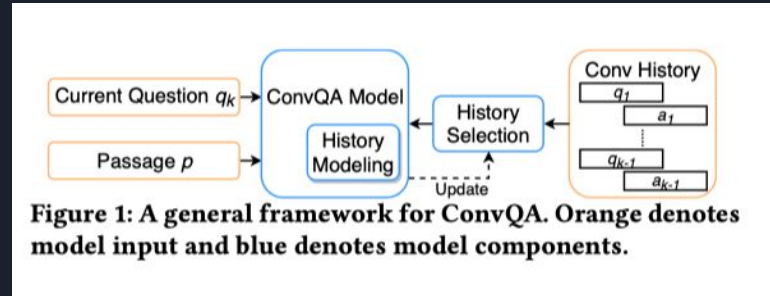 Current Question qk
Passage p
ConvQA Model
History
Modeling
History
Selection
Update
Conv History
q1
a1
qk-1
ak-1
Figure 1: A general framework for ConvQA. Orange denotes
model input and blue denotes model components.